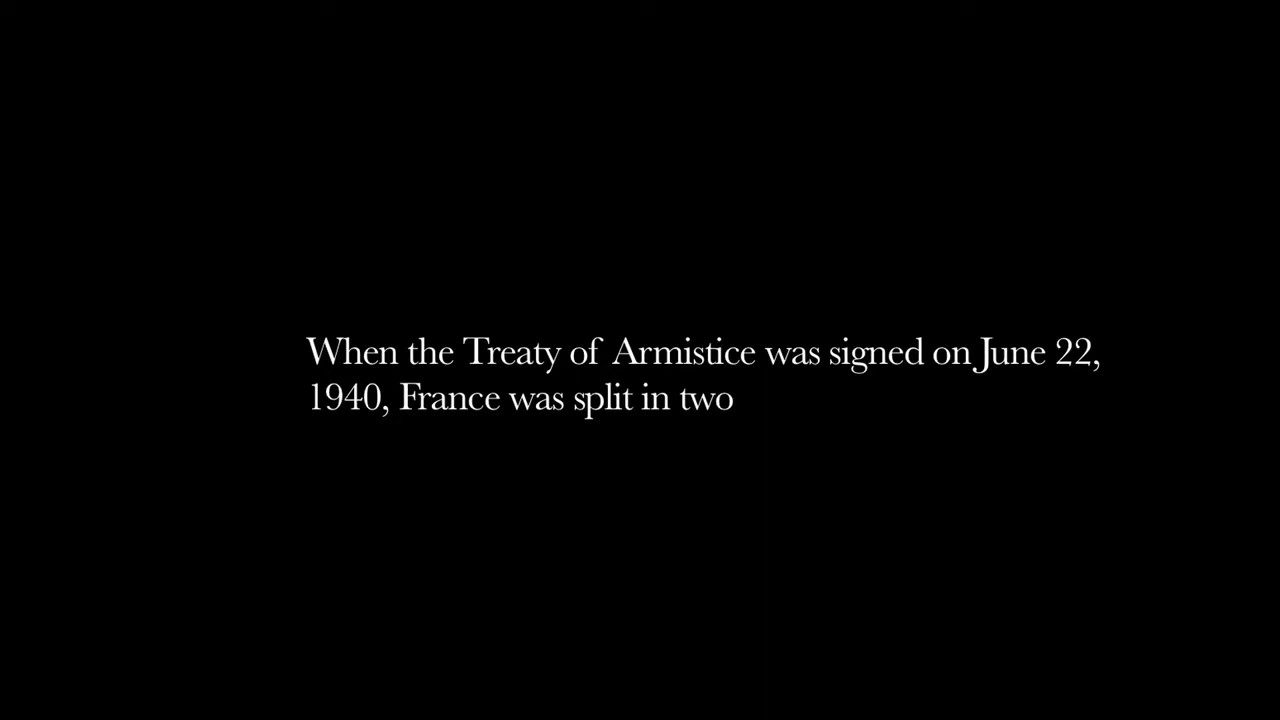 When the Treaty of Armistice was signed on June 22,
1940, France was split in two